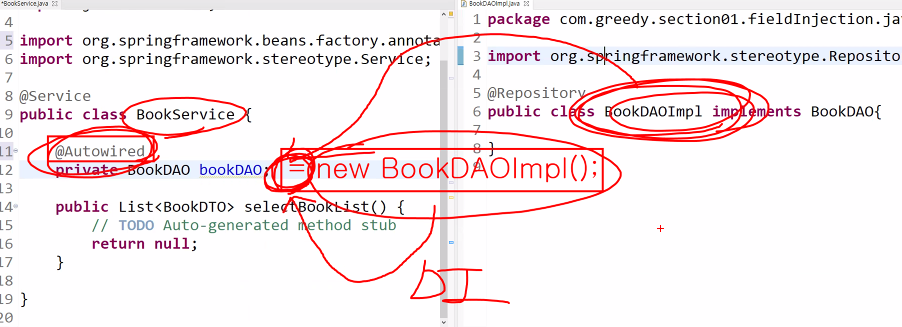 *BookService.java
4
5 import org.springframework.beans.factory.annota
6 import org.springframework.stereotype.Service;
7
8 @Service
9 public class BookService {
10
11 @Autowired
12 private BookDAO bookDAO; = new BookDAOImpl();
13
14 public List<BookDTO> selectBookList() {
15 // TODO Auto-generated method stub
16 return null;
17 }
18
19 }
20
BookDAOImpl.java
1 package com.greedy.section01.fieldInjection.jav
2
3 import org.springframework.stereotype.Reposito
4
5 @Repository
6 public class BookDAOImpl implements BookDAO{
7
8 }
9
DI